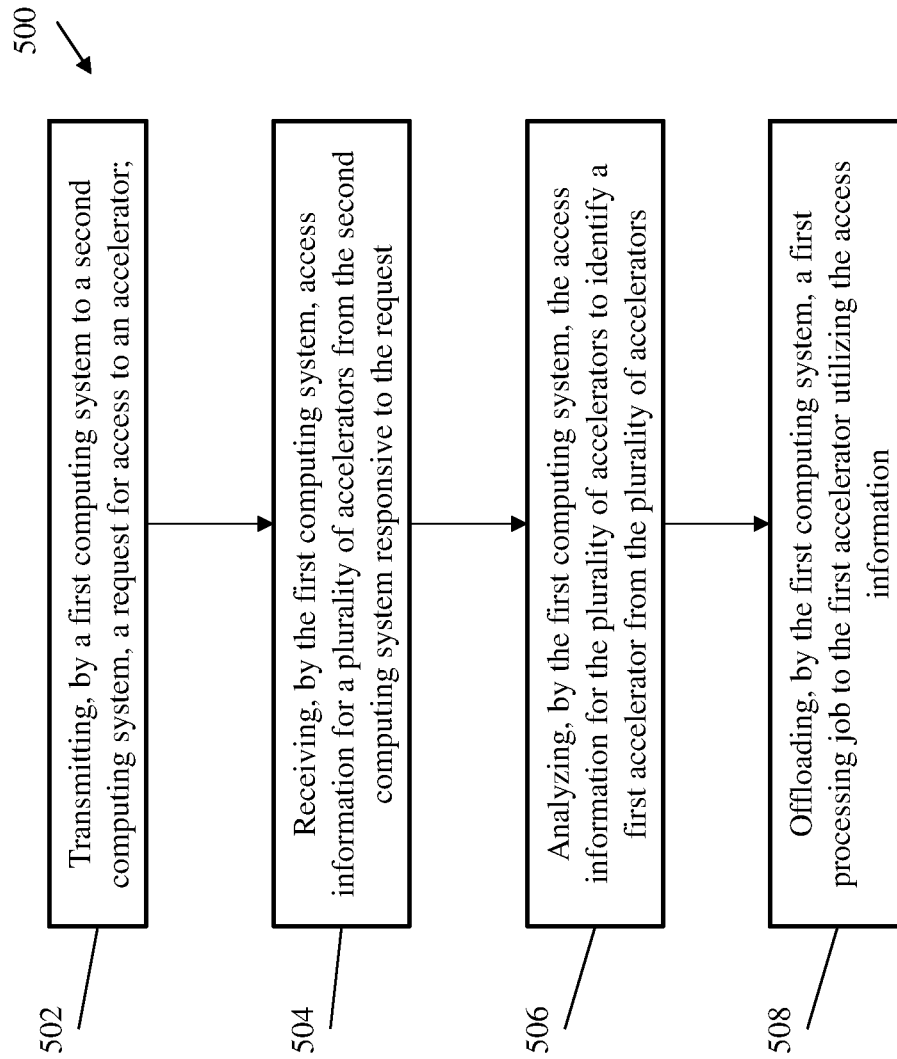 500
502
Transmitting, by a first computing system to a second
computing system, a request for access to an accelerator;
504
Receiving, by the first computing system, access
information for a plurality of accelerators from the second
computing system responsive to the request
506
Analyzing, by the first computing system, the access
information for the plurality of accelerators to identify a
first accelerator from the plurality of accelerators
508
Offloading, by the first computing system, a first
processing job to the first accelerator utilizing the access
information